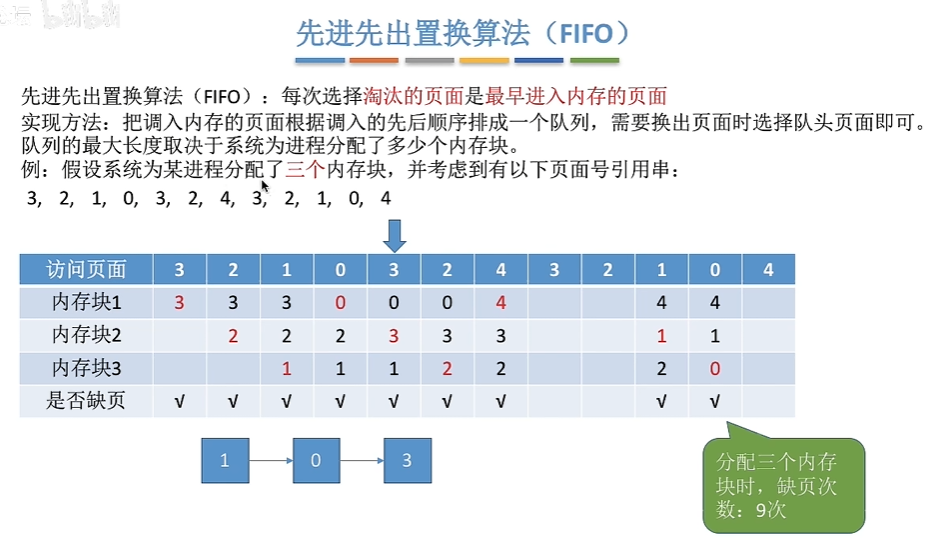 先进先出置换算法（FIFO）
先进先出置换算法（FIFO）：每次选择淘汰的页面是最早进入内存的页面
实现方法：把调入内存的页面根据调入的先后顺序排成一个队列，需要换出页面时选择队头页面即可。
队列的最大长度取决于系统为进程分配了多少个内存块。
例：假设系统为某进程分配了三个内存块，并考虑到有以下页面号引用串：
3, 2, 1, 0, 3, 2, 4, 3, 2, 1, 0, 4
访问页面 3 2 1 0 3 2 4 3 2 1 0 4
内存块1 3 3 3 0 0 0 4 4 4
内存块2 2 2 2 3 3 3 1 1
内存块3 1 1 1 2 2 2 0
是否缺页 √ √ √ √ √ √ √ √ √
1 0 3
分配三个内存
块时，缺页次
数：9次